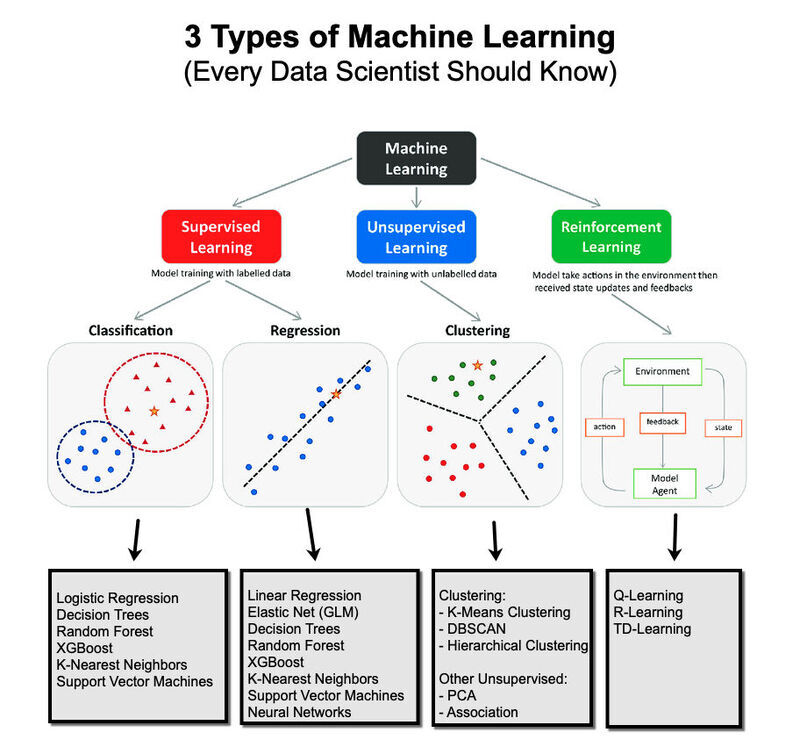 3 Types of Machine Learning
(Every Data Scientist Should Know)
Machine
Learning
Supervised
Learning
Model training with labelled data
Unsupervised
Learning
Model training with unlabelled data
Reinforcement
Learning
Model take actions in the environment then
received state updates and feedbacks
Classification
Regression
Clustering
Environment
action
feedback
state
Model
Agent
Logistic Regression
Decision Trees
Random Forest
XGBoost
K-Nearest Neighbors
Support Vector Machines
Linear Regression
Elastic Net (GLM)
Decision Trees
Random Forest
XGBoost
K-Nearest Neighbors
Support Vector Machines
Neural Networks
Clustering:
- K-Means Clustering
- DBSCAN
- Hierarchical Clustering
Other Unsupervised:
- PCA
- Association
Q-Learning
R-Learning
TD-Learning